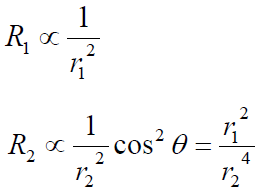 R₁ ∝ 1/r₁²
R₂ ∝ 1/r₂² cos² θ = r₁²/r₂⁴